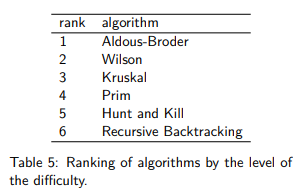 rank algorithm
1 Aldous-Broder
2 Wilson
3 Kruskal
4 Prim
5 Hunt and Kill
6 Recursive Backtracking
Table 5: Ranking of algorithms by the level of
the difficulty.